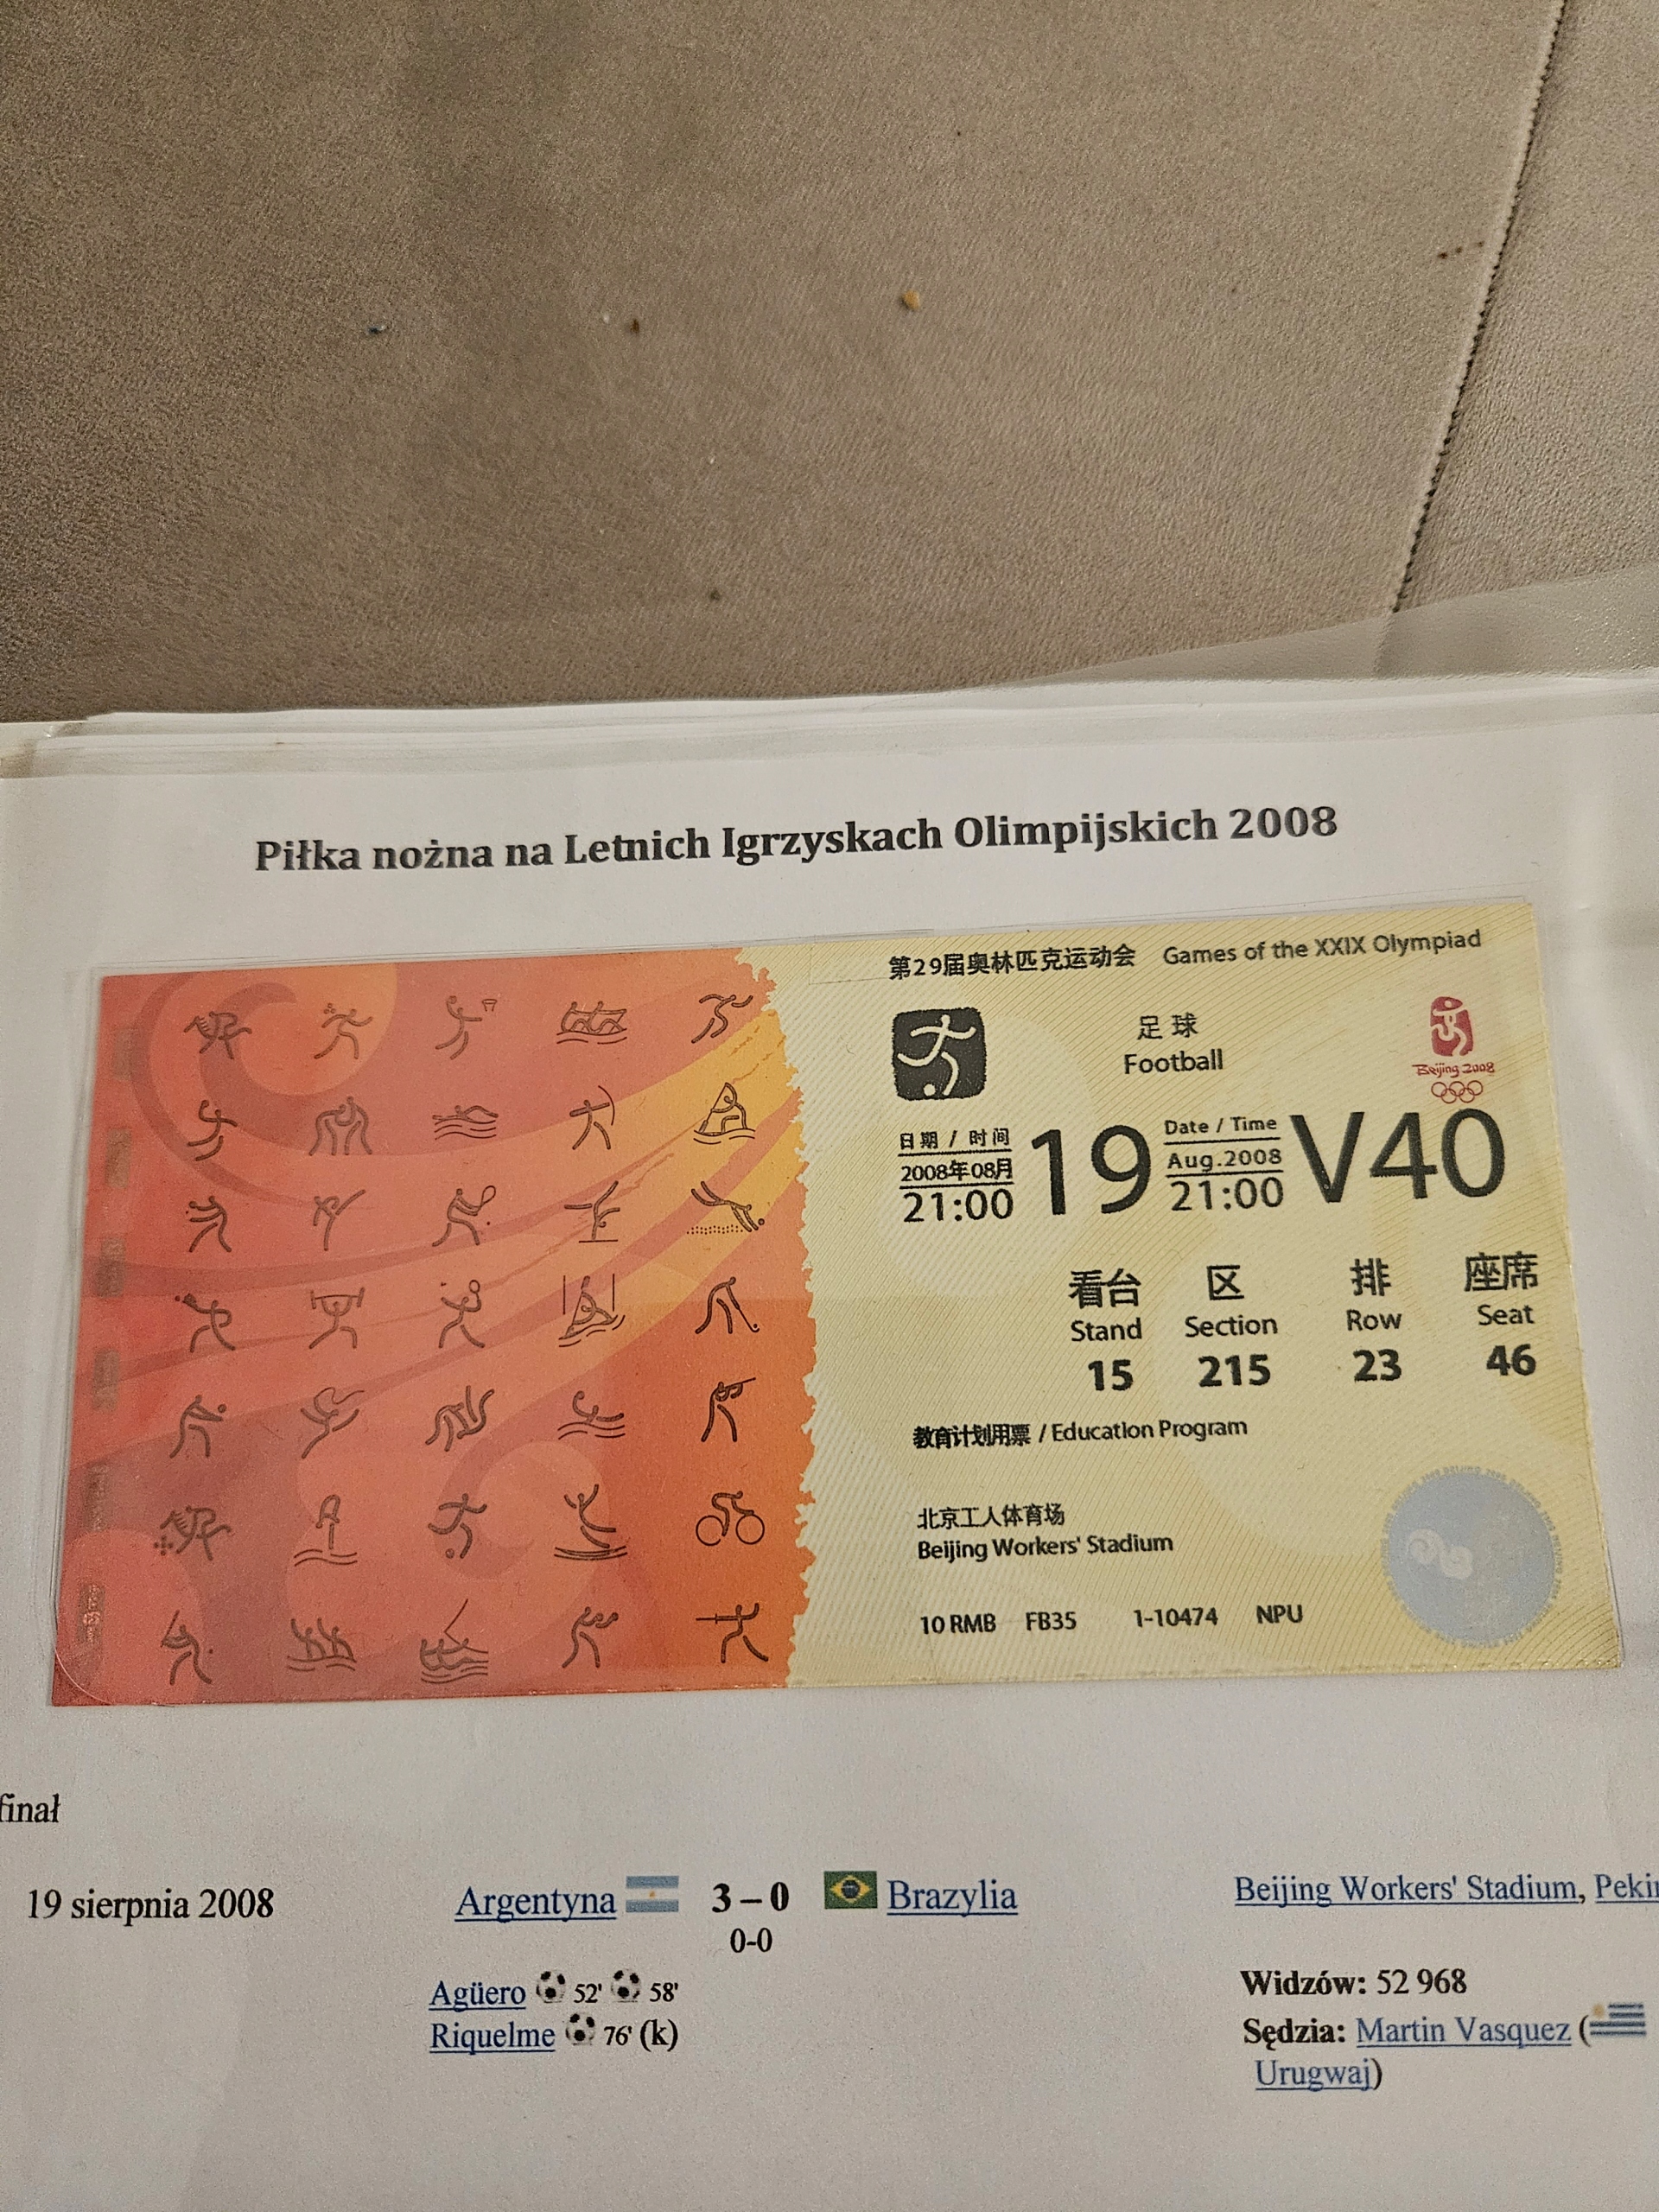 Piłka nożna na Letnich Igrzyskach Olimpijskich 2008
第29届奥林匹克运动会 Games of the XXIX Olympiad
足球
Football
Beijing 2008
日期 / 时间
2008年08月
21:00
19
Date / Time
Aug.2008
21:00
V40
看台 区 排 座席
Stand Section Row Seat
15 215 23 46
教育计划用票 / Education Program
北京工人体育场
Beijing Workers' Stadium
10 RMB FB35 1-10474 NPU
finał
19 sierpnia 2008 Argentyna 3 – 0 Brazylia Beijing Workers' Stadium, Pekin
0-0
Agüero 52' 58'
Riquelme 76' (k)
Widzów: 52 968
Sędzia: Martin Vasquez (
Urugwaj)